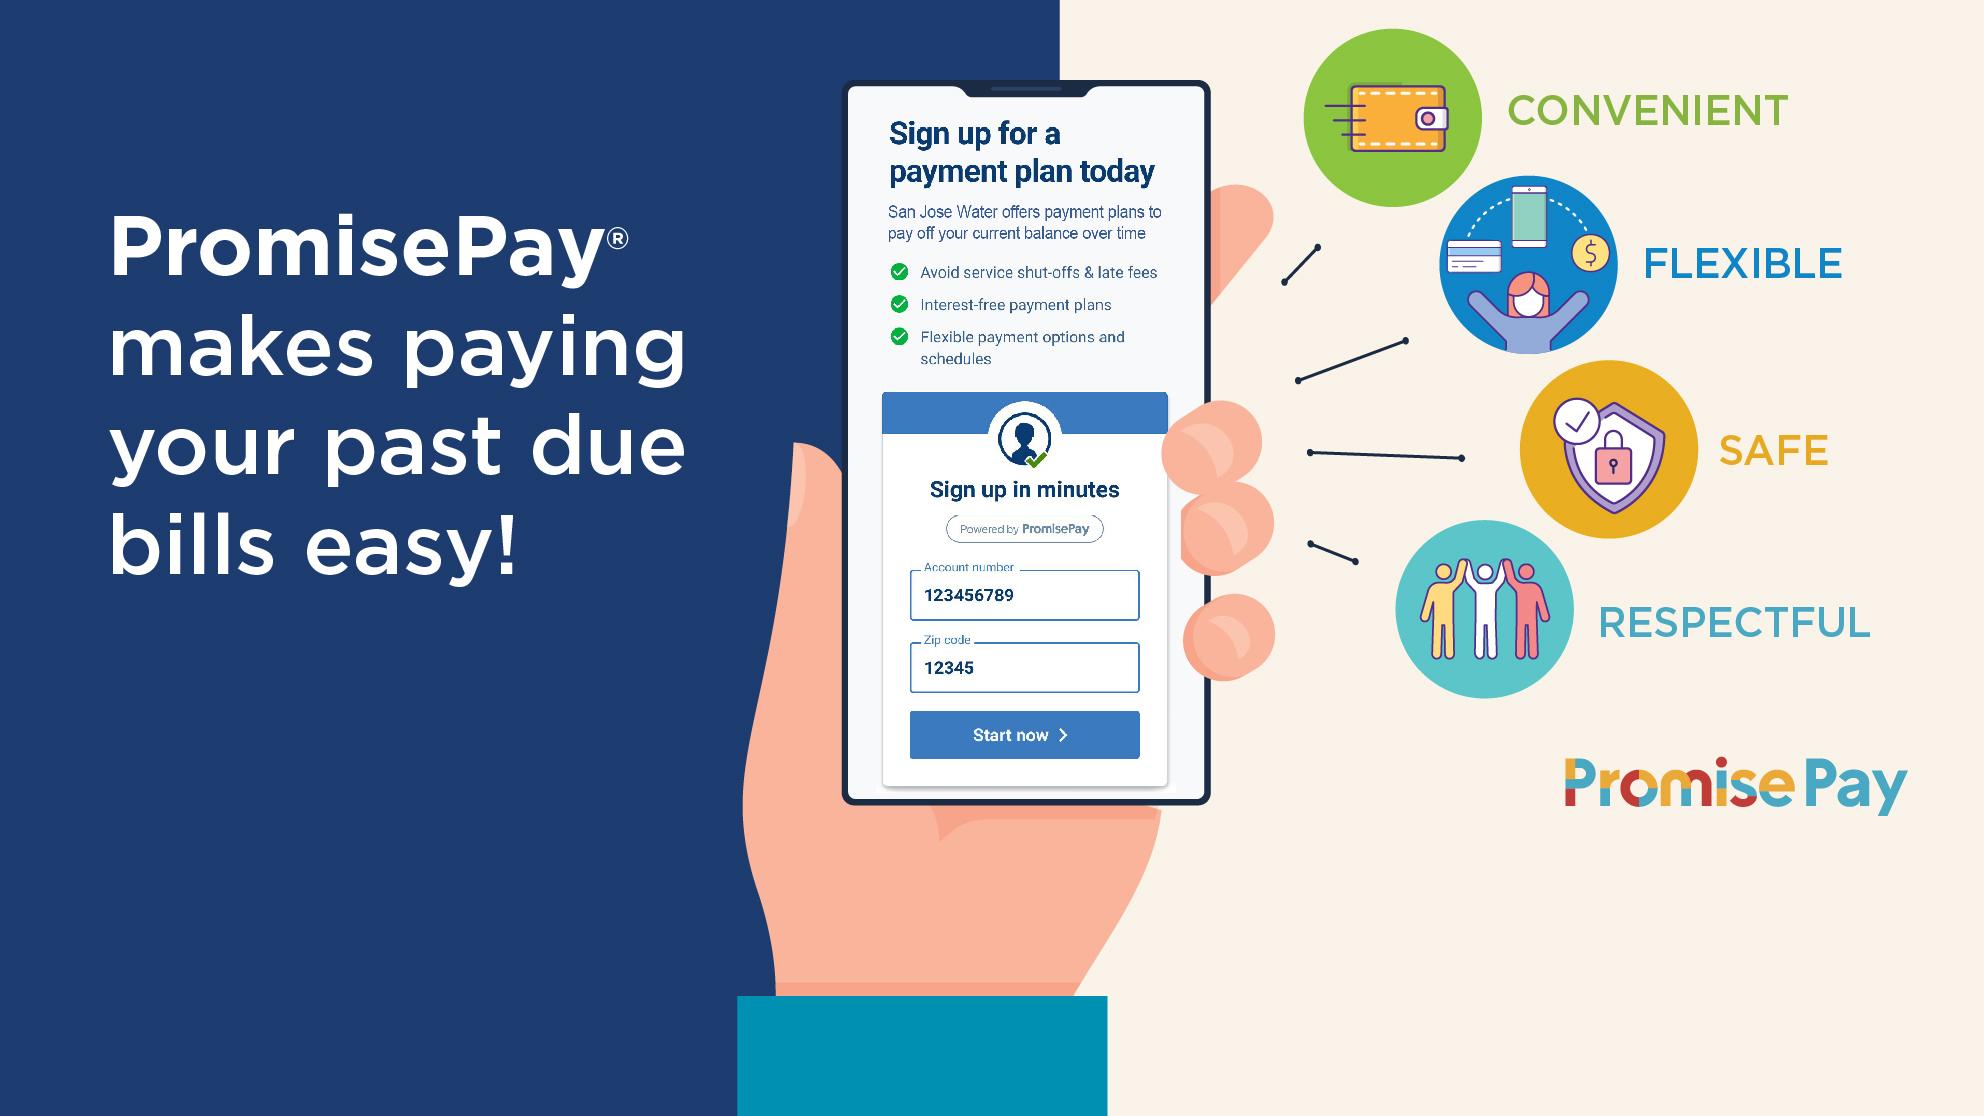 PromisePay®
makes paying
your past due
bills easy!
Sign up for a
payment plan today
San Jose Water offers payment plans to
pay off your current balance over time
Avoid service shut-offs & late fees
Interest-free payment plans
Flexible payment options and
schedules
Sign up in minutes
Powered by PromisePay
Account number
123456789
Zip code
12345
Start now
CONVENIENT
FLEXIBLE
$
SAFE
RESPECTFUL
Promise Pay